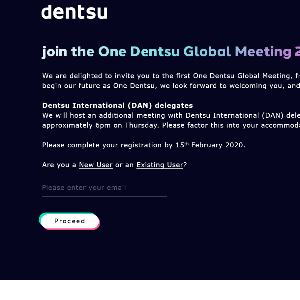 dentsu
join the One Dentsu Global Meeting 2
We are delighted to invite you to the first One Dentsu Global Meeting, f
begin our future as One Dentsu, we look forward to welcoming you, and
Dentsu International (DAN) delegates
We will host an additional meeting with Dentsu International (DAN) dele
approximately 6pm on Thursday. Please factor this into your accommoda
Please complete your registration by 15th February 2020.
Are you a New User or an Existing User?
Please enter your email
Proceed